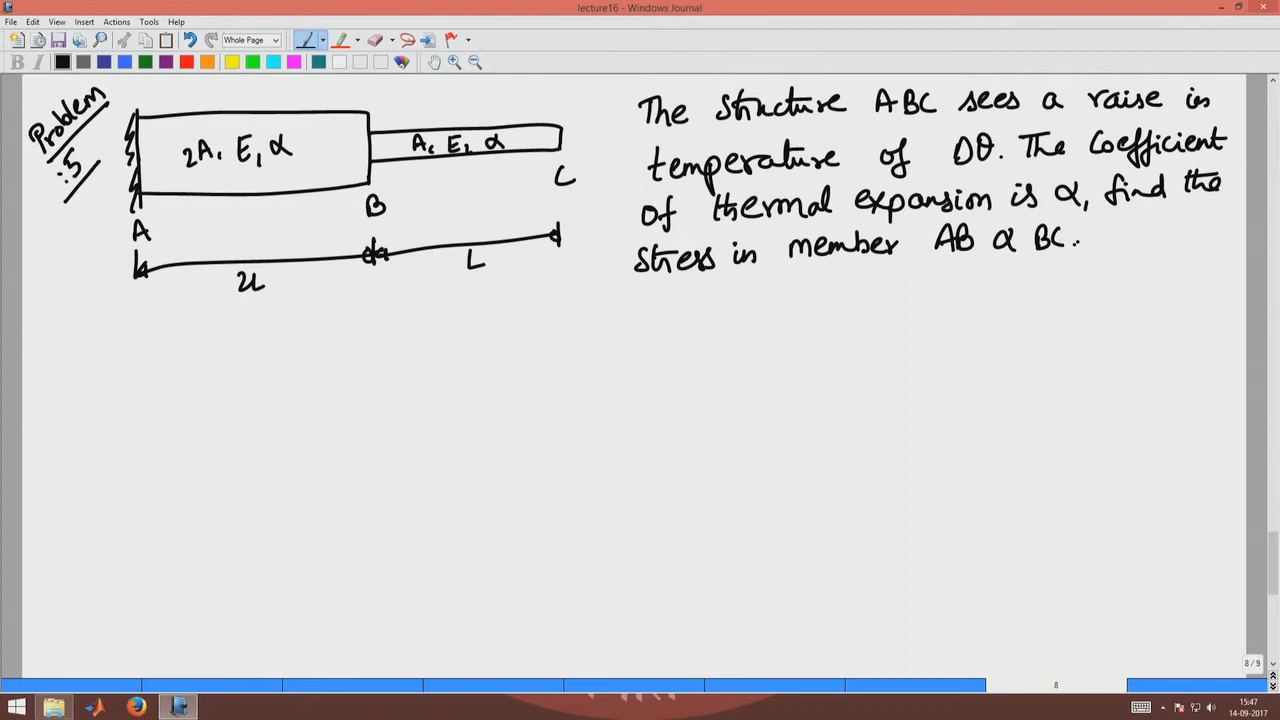 lecture16 - Windows Journal
File Edit View Insert Actions Tools Help
Whole Page
B I
Problem
:5
2A, E, α
A, E, α
A
B
C
2L
L
The structure ABC sees a raise in
temperature of Δθ. The Coefficient
of thermal expansion is α, find the
stress in member AB & BC.
8 / 9
8
15:47
14-09-2017